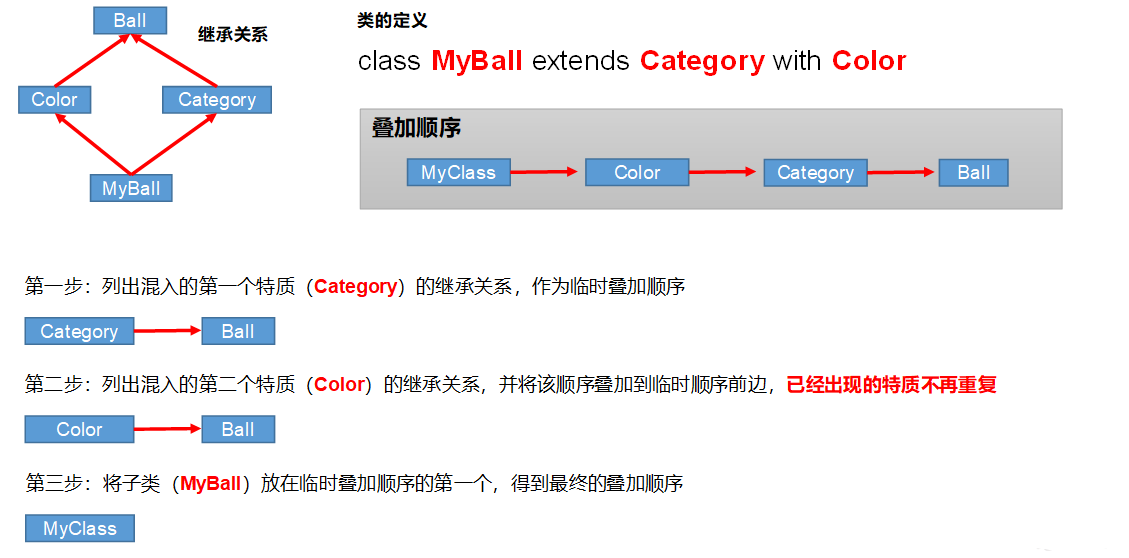 Ball
继承关系
Color
Category
MyBall
类的定义
class MyBall extends Category with Color
叠加顺序
MyClass
Color
Category
Ball
第一步：列出混入的第一个特质（Category）的继承关系，作为临时叠加顺序
Category
Ball
第二步：列出混入的第二个特质（Color）的继承关系，并将该顺序叠加到临时顺序前边，已经出现的特质不再重复
Color
Ball
第三步：将子类（MyBall）放在临时叠加顺序的第一个，得到最终的叠加顺序
MyClass